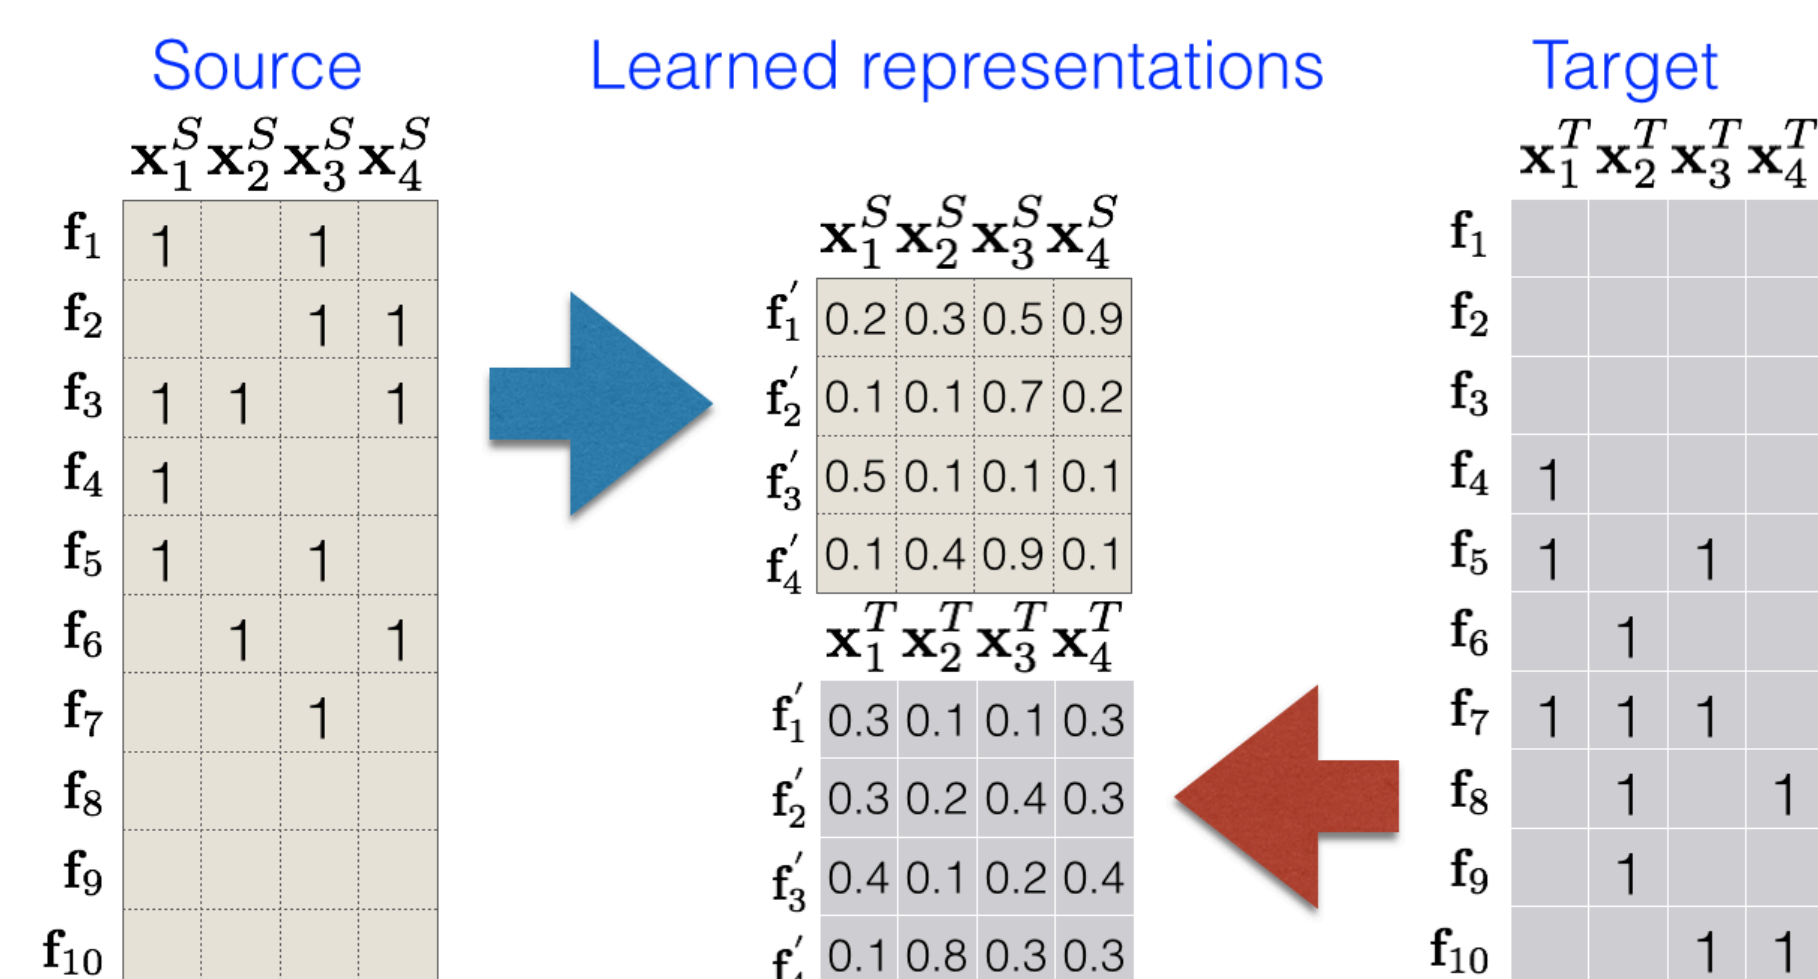 Source
x₁ˢ x₂ˢ x₃ˢ x₄ˢ
f₁ 1 1
f₂ 1 1
f₃ 1 1 1
f₄ 1
f₅ 1 1
f₆ 1 1
f₇ 1
f₈
f₉
f₁₀
Learned representations
x₁ˢ x₂ˢ x₃ˢ x₄ˢ
f₁′ 0.2 0.3 0.5 0.9
f₂′ 0.1 0.1 0.7 0.2
f₃′ 0.5 0.1 0.1 0.1
f₄′ 0.1 0.4 0.9 0.1
x₁ᵀ x₂ᵀ x₃ᵀ x₄ᵀ
f₁′ 0.3 0.1 0.1 0.3
f₂′ 0.3 0.2 0.4 0.3
f₃′ 0.4 0.1 0.2 0.4
f₄′ 0.1 0.8 0.3 0.3
Target
x₁ᵀ x₂ᵀ x₃ᵀ x₄ᵀ
f₁
f₂
f₃
f₄ 1
f₅ 1 1
f₆ 1
f₇ 1 1 1
f₈ 1 1
f₉ 1
f₁₀ 1 1